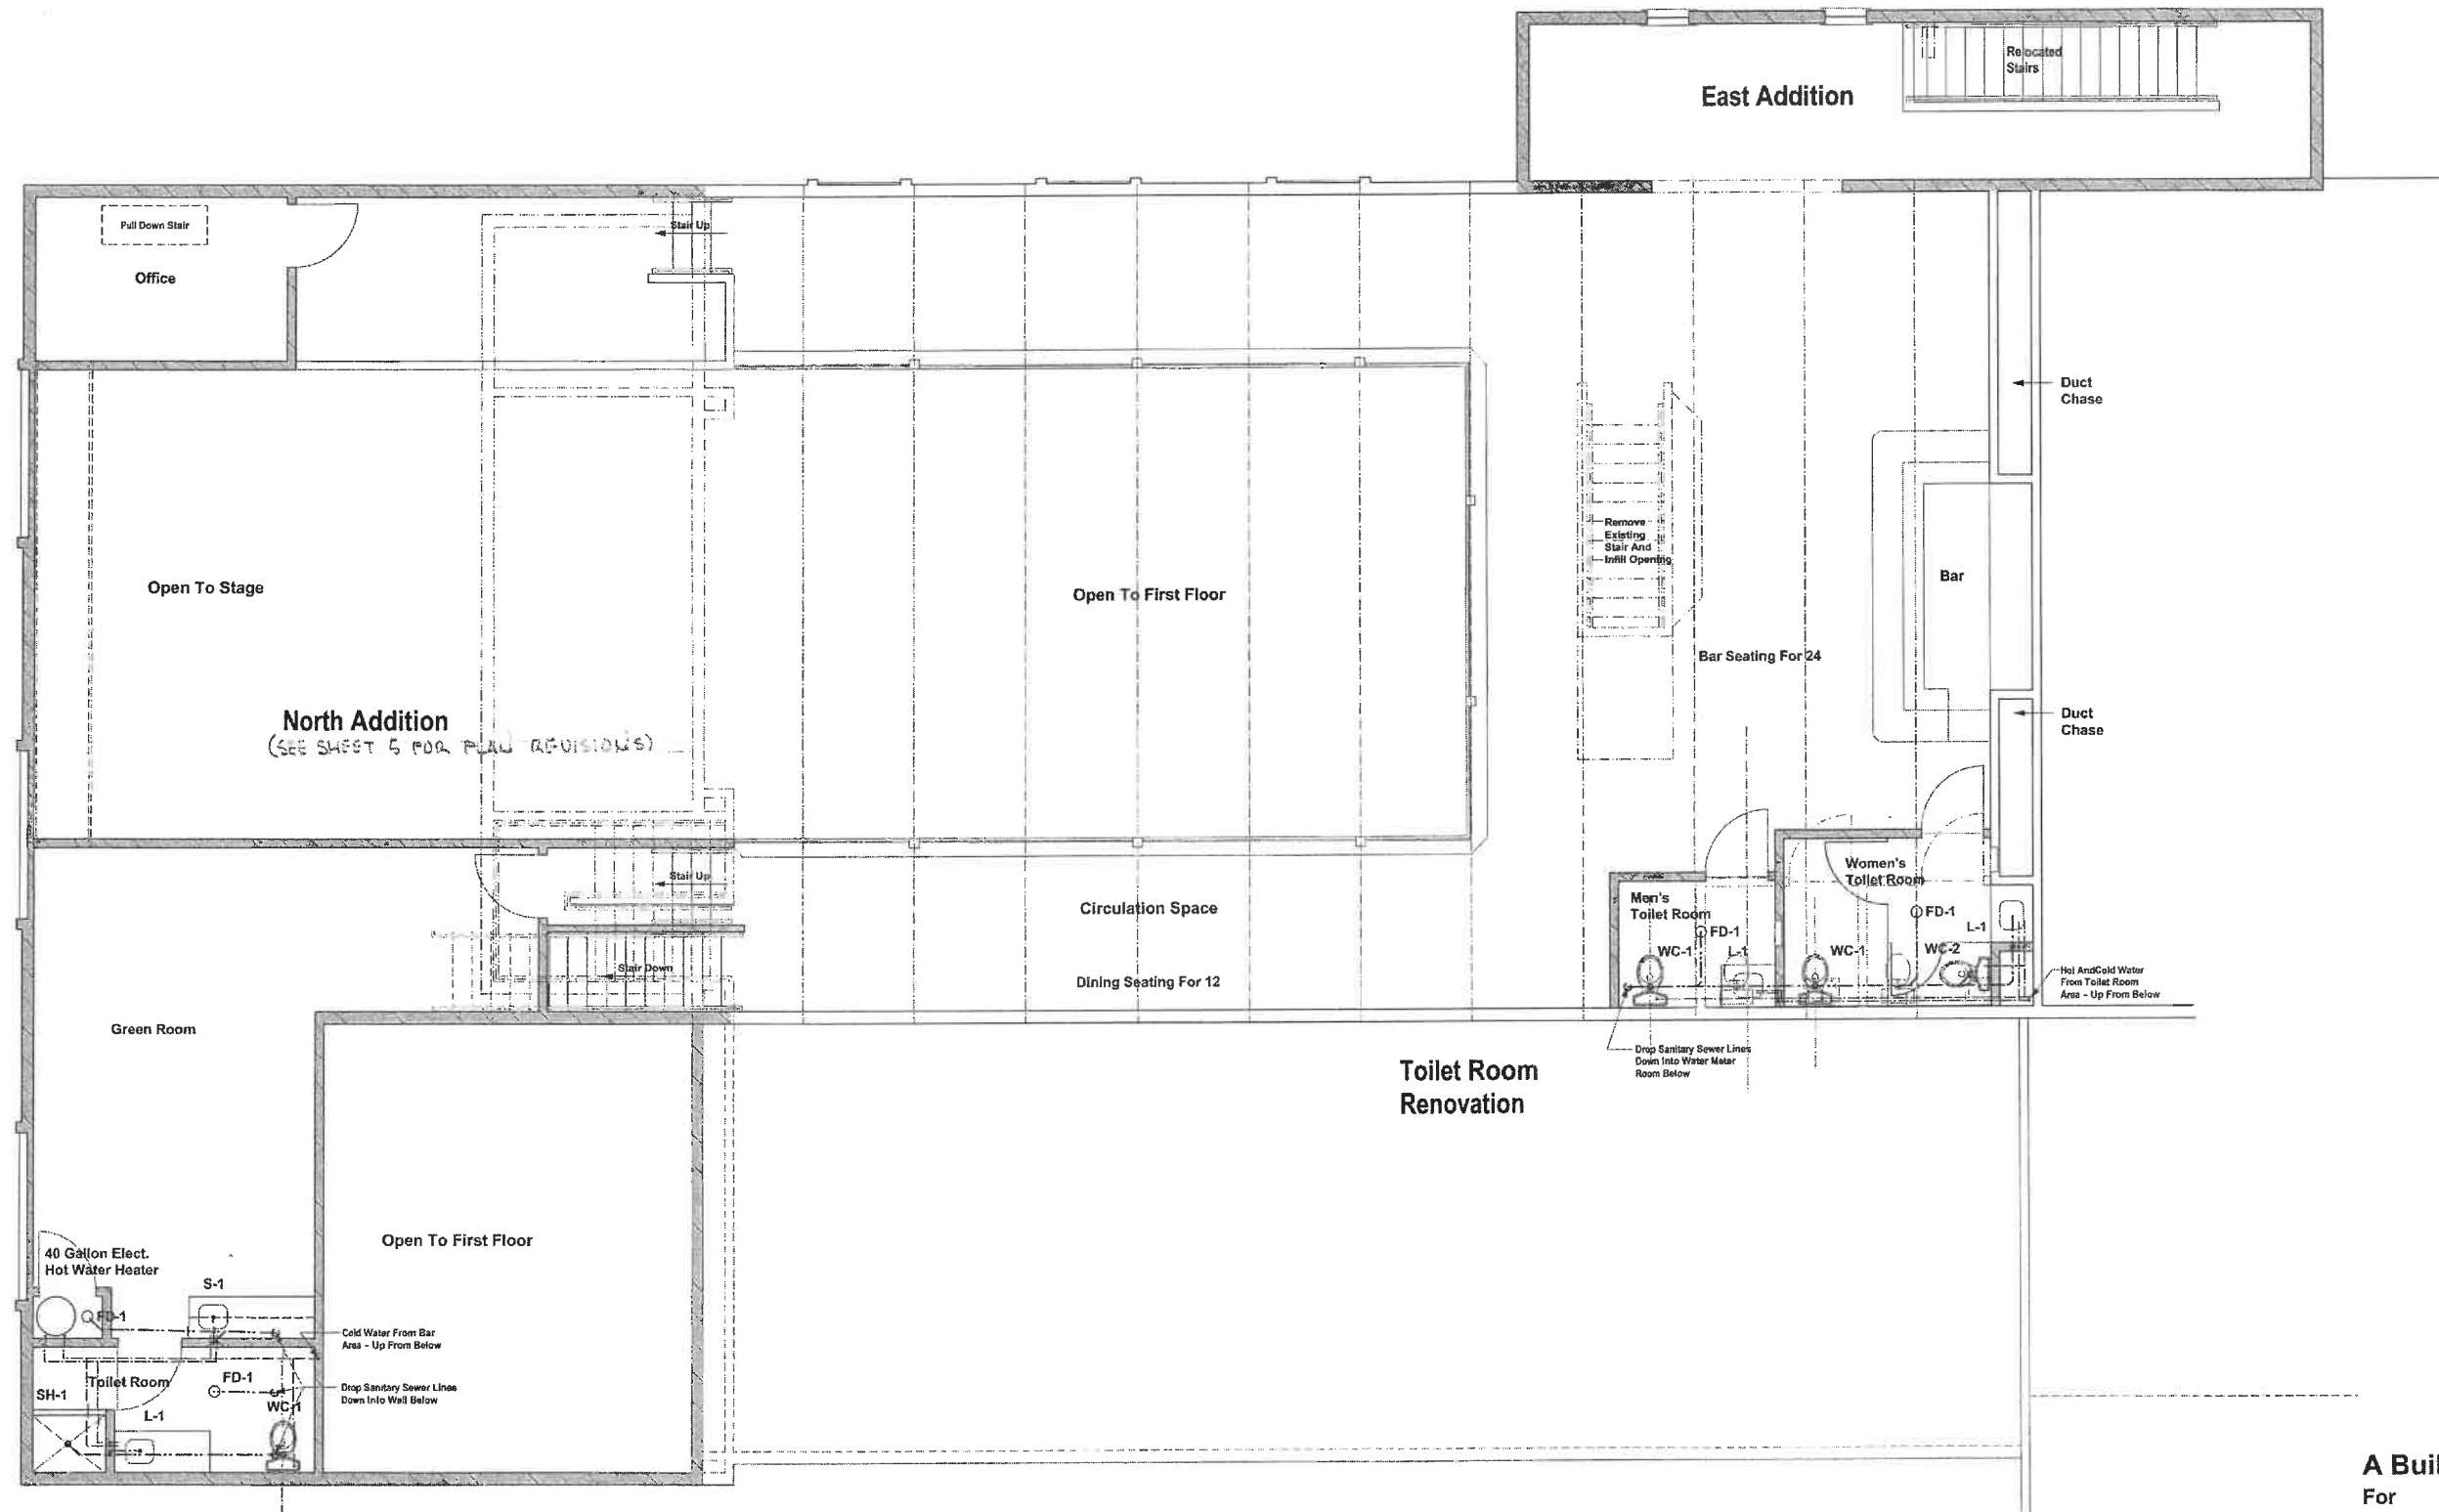 Relocated
Stairs
East Addition
Pull Down Stair
Office
Stair Up
Duct
Chase
Remove
Existing
Stair And
Infill Opening
Bar
Open To Stage
Open To First Floor
Bar Seating For 24
North Addition
(SEE SHEET 5 FOR PLAN REVISIONS)
Duct
Chase
Stair Up
Circulation Space
Men's
Toilet Room
Women's
Toilet Room
FD-1
L-1
FD-1
WC-1
L-1
WC-1
WC-2
Stair Down
Dining Seating For 12
Hot AndCold Water
From Toilet Room
Area - Up From Below
Green Room
Drop Sanitary Sewer Lines
Down Into Water Meter
Room Below
Toilet Room
Renovation
Open To First Floor
40 Gallon Elect.
Hot Water Heater
S-1
FD-1
Cold Water From Bar
Area - Up From Below
Toilet Room
FD-1
SH-1
WC-1
L-1
Drop Sanitary Sewer Lines
Down Into Wall Below
A Buil
For